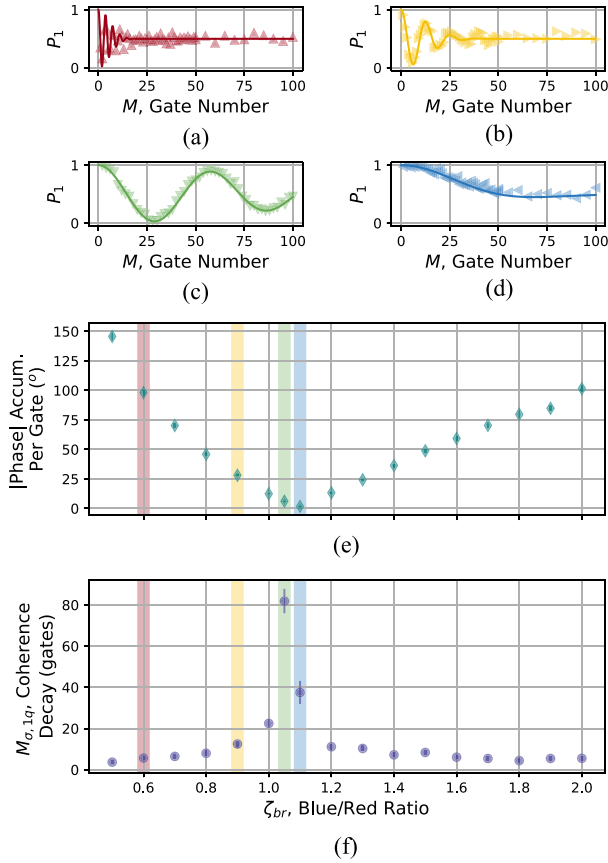 P1
1
0
0 25 50 75 100
M, Gate Number
(a)
P1
1
0
0 25 50 75 100
M, Gate Number
(b)
P1
1
0
0 25 50 75 100
M, Gate Number
(c)
P1
1
0
0 25 50 75 100
M, Gate Number
(d)
|Phase| Accum.
Per Gate (°)
150
125
100
75
50
25
0
(e)
Mσ,1q, Coherence
Decay (gates)
80
60
40
20
0
0.6 0.8 1.0 1.2 1.4 1.6 1.8 2.0
ζbr, Blue/Red Ratio
(f)